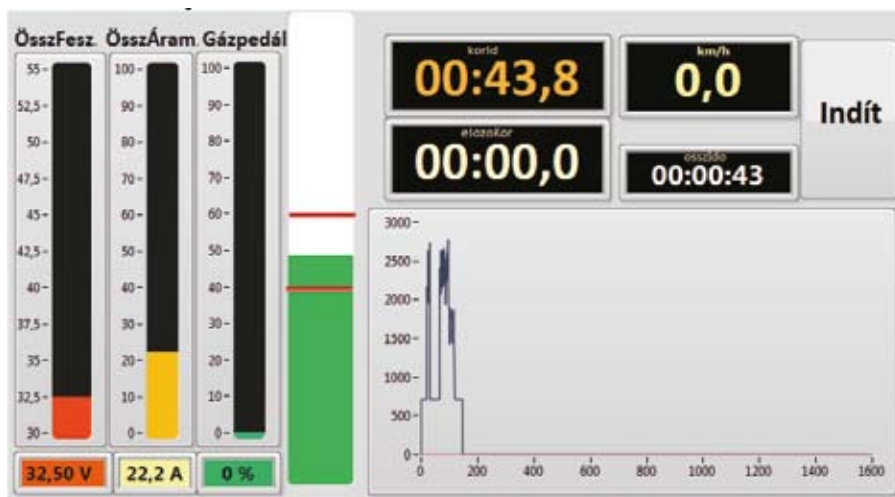 ÖsszFesz. ÖsszÁram. Gázpedál
55- 100- 100-
52,5- 90- 90-
50- 80- 80-
47,5- 70- 70-
45- 60- 60-
42,5- 50- 50-
40- 40- 40-
37,5- 30- 30-
35- 20- 20-
32,5- 10- 10-
30- 0- 0-
32,50 V 22,2 A 0 %
korid
00:43,8
km/h
0,0
Indít
elozoKor
00:00,0
osszido
00:00:43
3000-
2500-
2000-
1500-
1000-
500-
0-
0 200 400 600 800 1000 1200 1400 1600